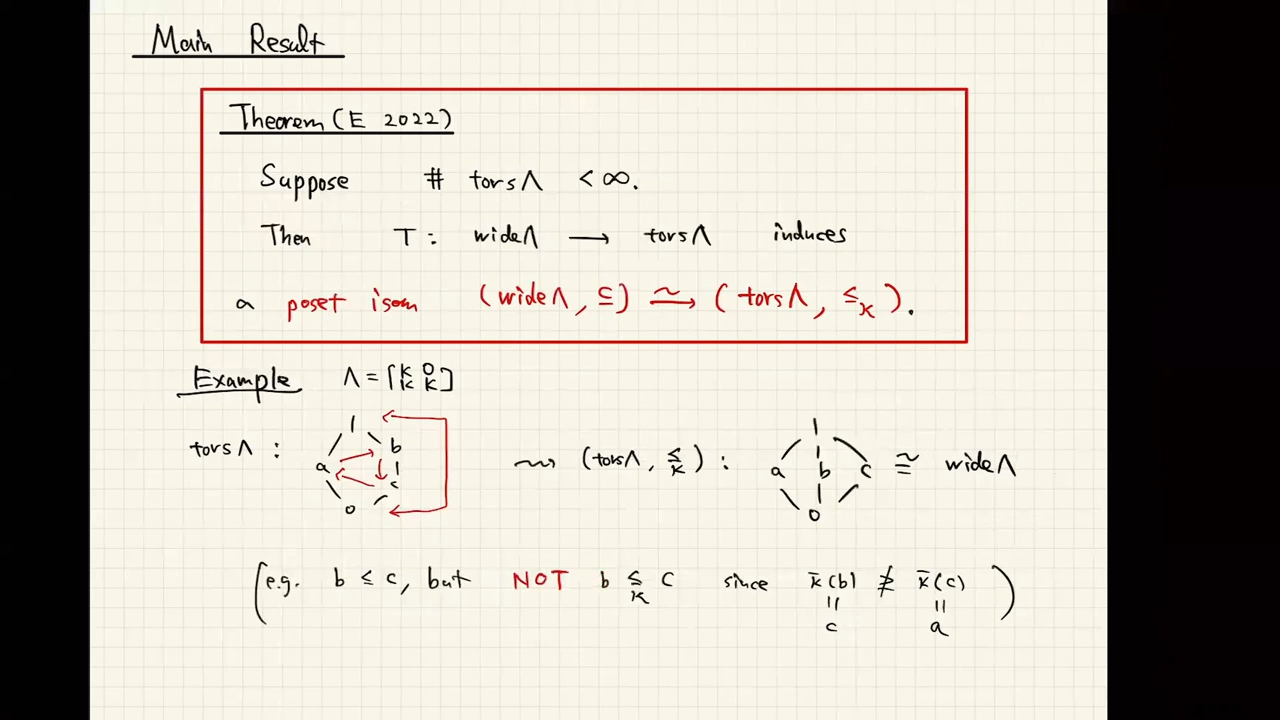 Main Result
Theorem (E 2022)
Suppose # tors Λ < ∞.
Then T : wide Λ → tors Λ induces
a poset isom (wide Λ, ⊆) ⥲ (tors Λ, ≤κ).
Example Λ = [k 0
k k]
tors Λ :
1
a
b
c
0
⇝ (tors Λ, ≤κ) :
1
a b c
0
≅ wide Λ
(e.g. b ≤ c, but NOT b ≤κ c since κ̄(b) ≱ κ̄(c))
= =
c a